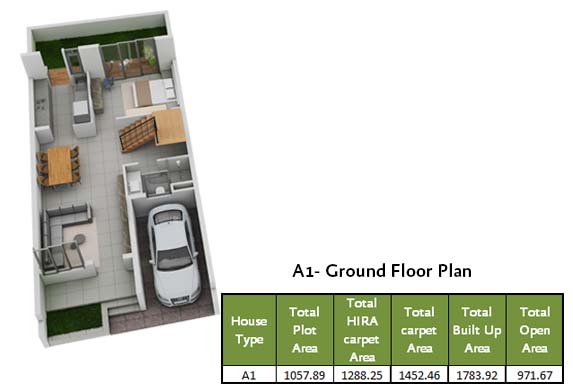 A1- Ground Floor Plan
House Type Total Plot Area Total HIRA carpet Area Total carpet Area Total Built Up Area Total Open Area
A1 1057.89 1288.25 1452.46 1783.92 971.67